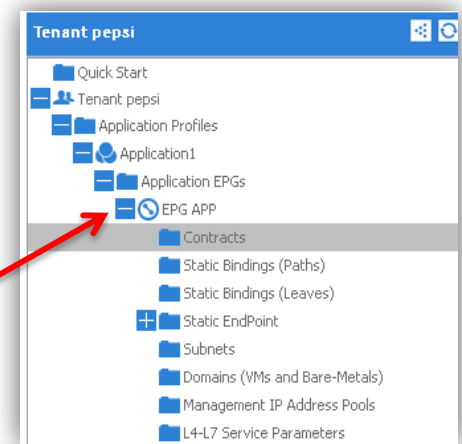 Tenant pepsi
Quick Start
Tenant pepsi
Application Profiles
Application1
Application EPGs
EPG APP
Contracts
Static Bindings (Paths)
Static Bindings (Leaves)
Static EndPoint
Subnets
Domains (VMs and Bare-Metals)
Management IP Address Pools
L4-L7 Service Parameters